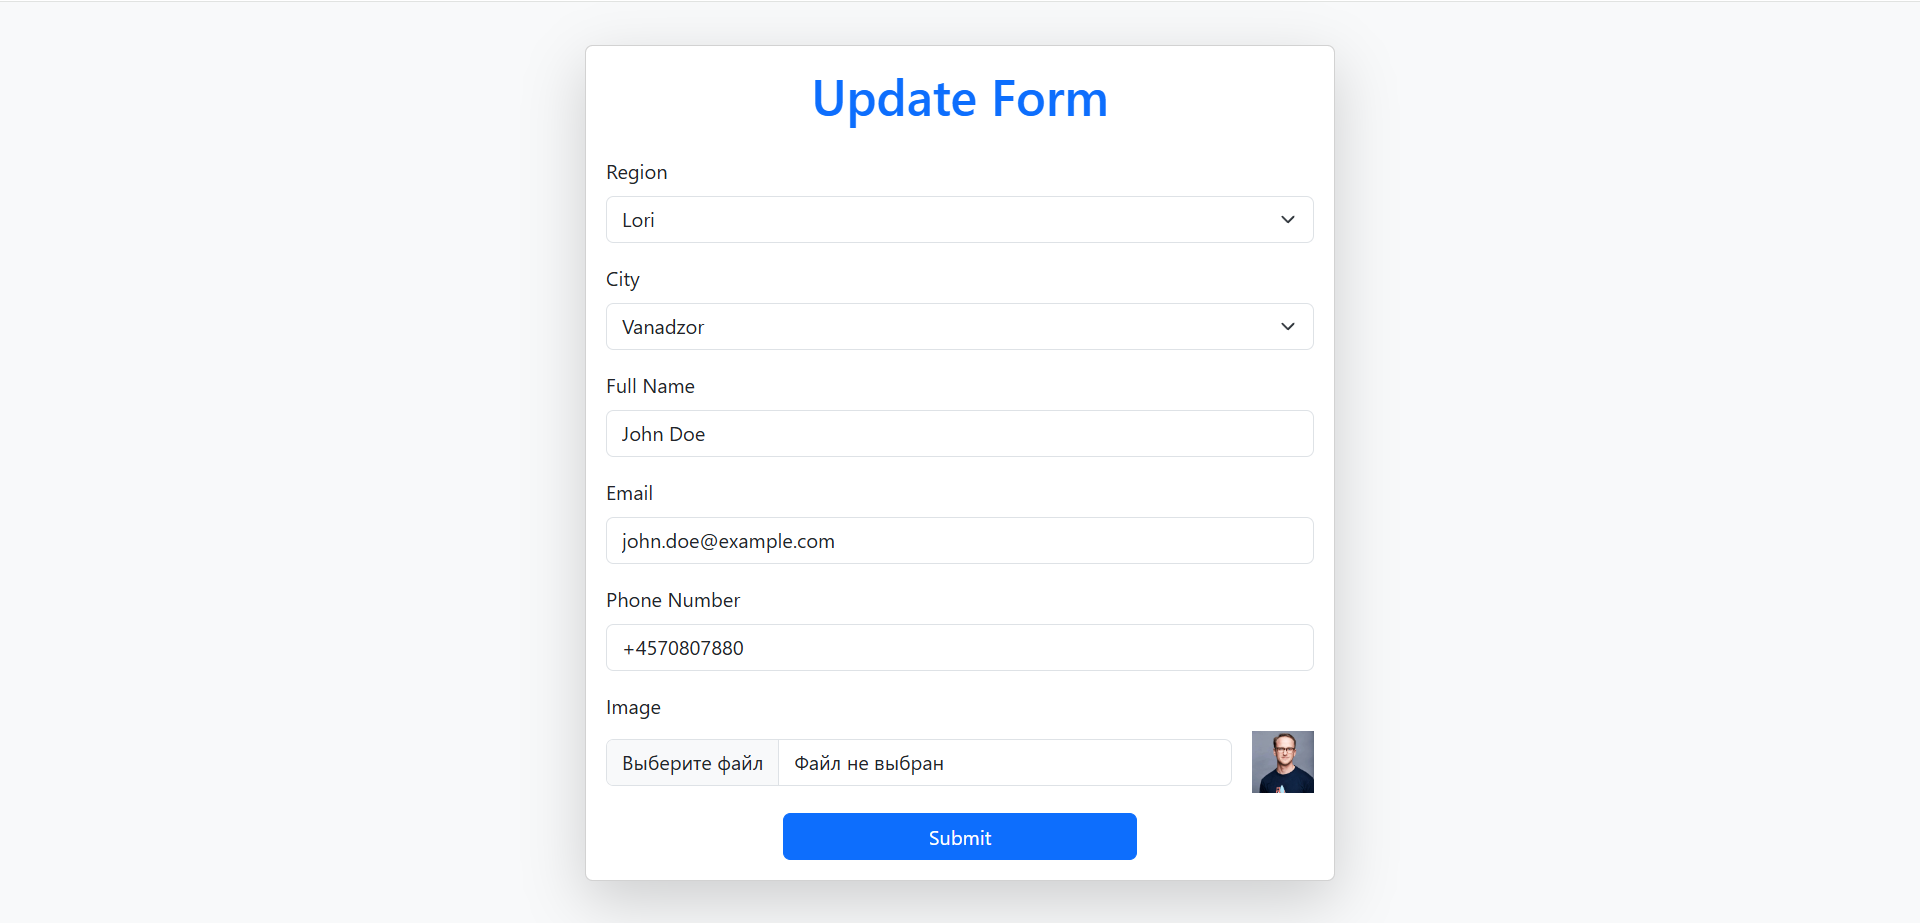 Update Form
Region
Lori
City
Vanadzor
Full Name
John Doe
Email
john.doe@example.com
Phone Number
+4570807880
Image
Выберите файл Файл не выбран
Submit